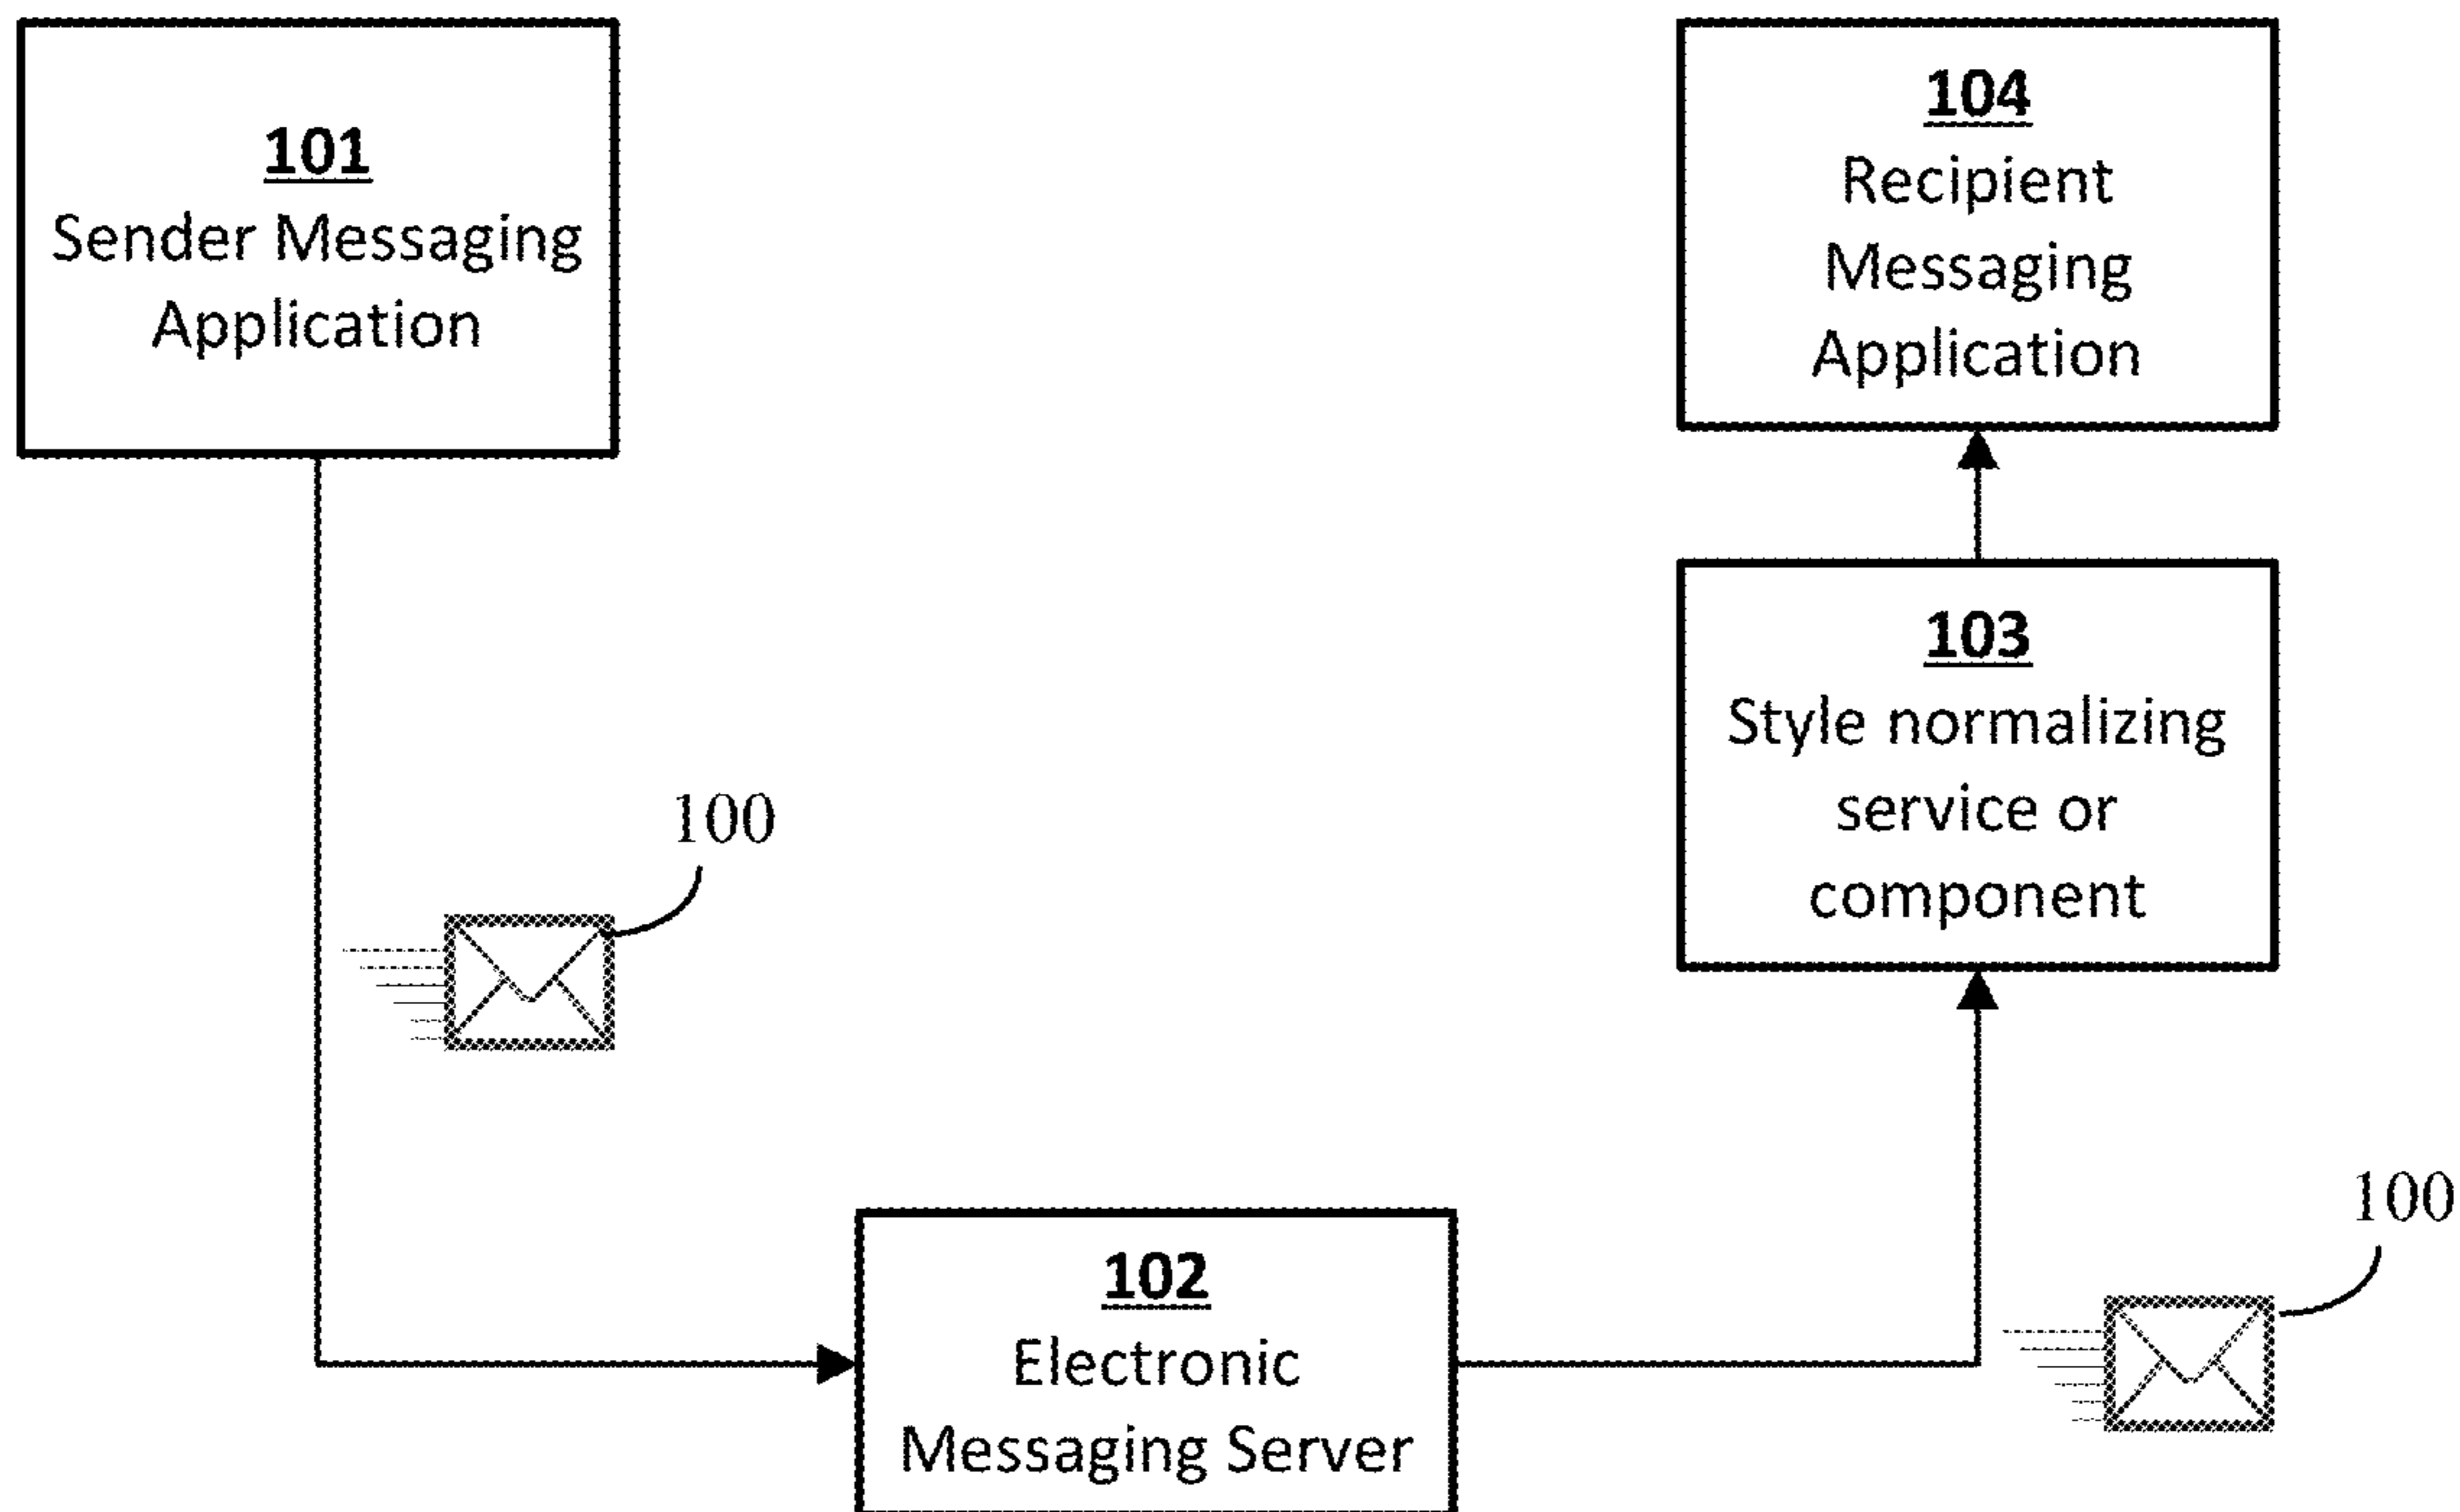 101
Sender Messaging
Application
104
Recipient
Messaging
Application
103
Style normalizing
service or
component
100
102
Electronic
Messaging Server
100